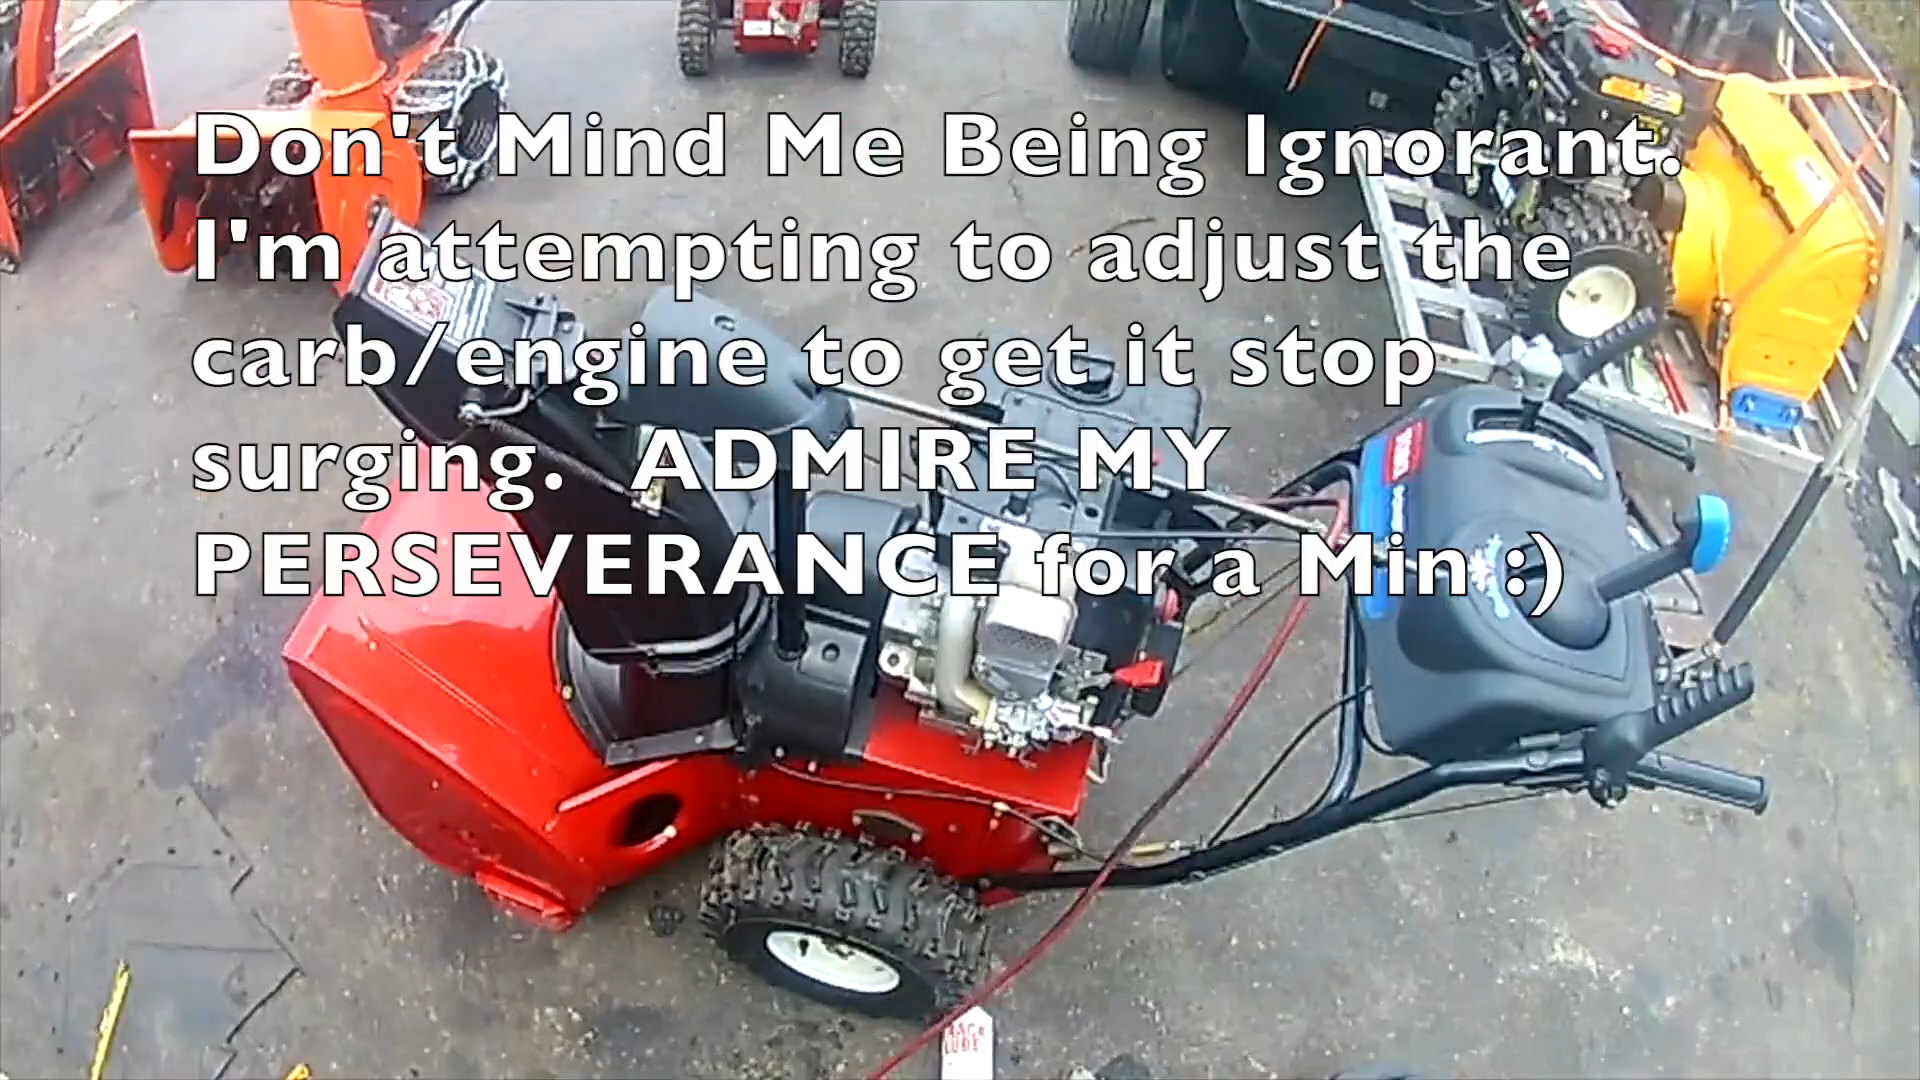 Don't Mind Me Being Ignorant.
I'm attempting to adjust the
carb/engine to get it stop
surging. ADMIRE MY
PERSEVERANCE for a Min :)